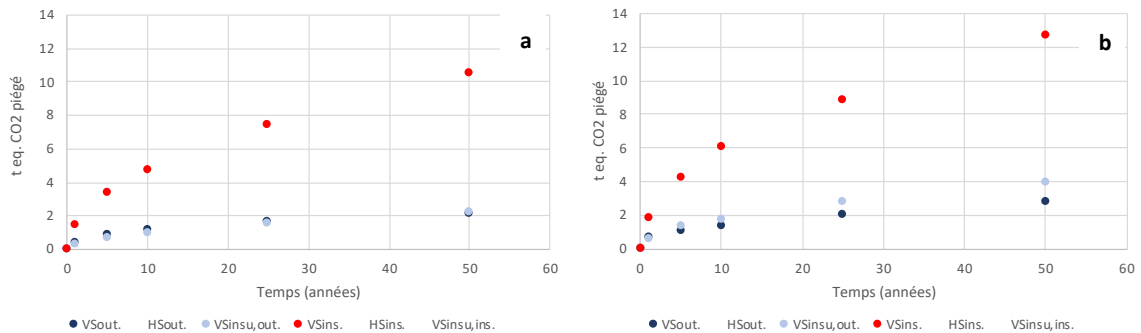 a
14
12
10
8
6
4
2
0
t eq. CO2 piégé
0 10 20 30 40 50 60
Temps (années)
VSout. HSout. VSinsu,out. VSins. HSins. VSinsu,ins.
b
14
12
10
8
6
4
2
0
t eq. CO2 piégé
0 10 20 30 40 50 60
Temps (années)
VSout. HSout. VSinsu,out. VSins. HSins. VSinsu,ins.